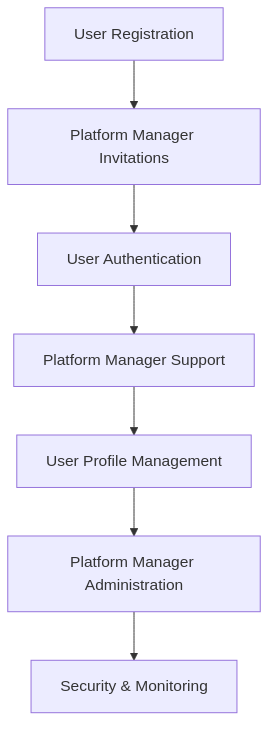 User Registration
Platform Manager
Invitations
User Authentication
Platform Manager Support
User Profile Management
Platform Manager
Administration
Security & Monitoring